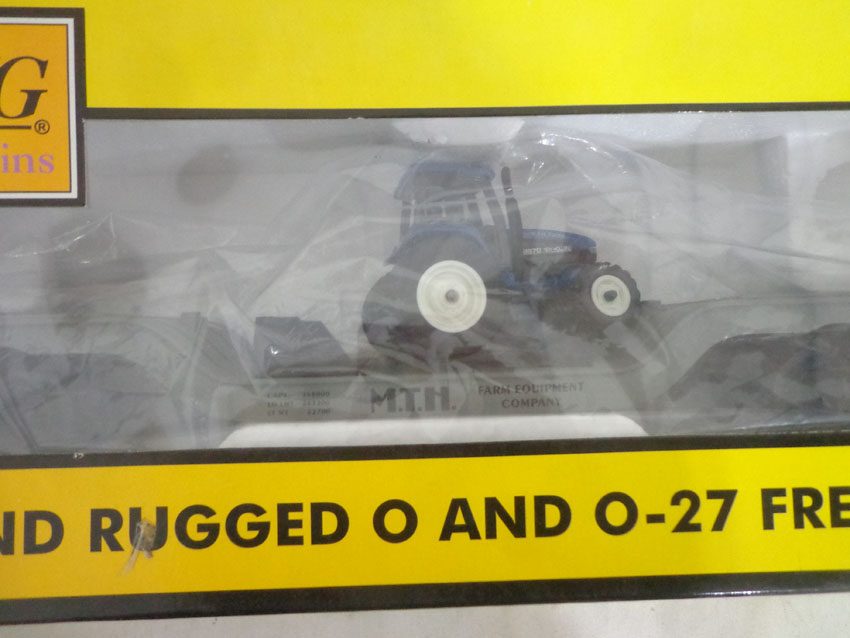 G®
ins
M.T.H.
FARM EQUIPMENT
COMPANY
ND RUGGED O AND O-27 FRE